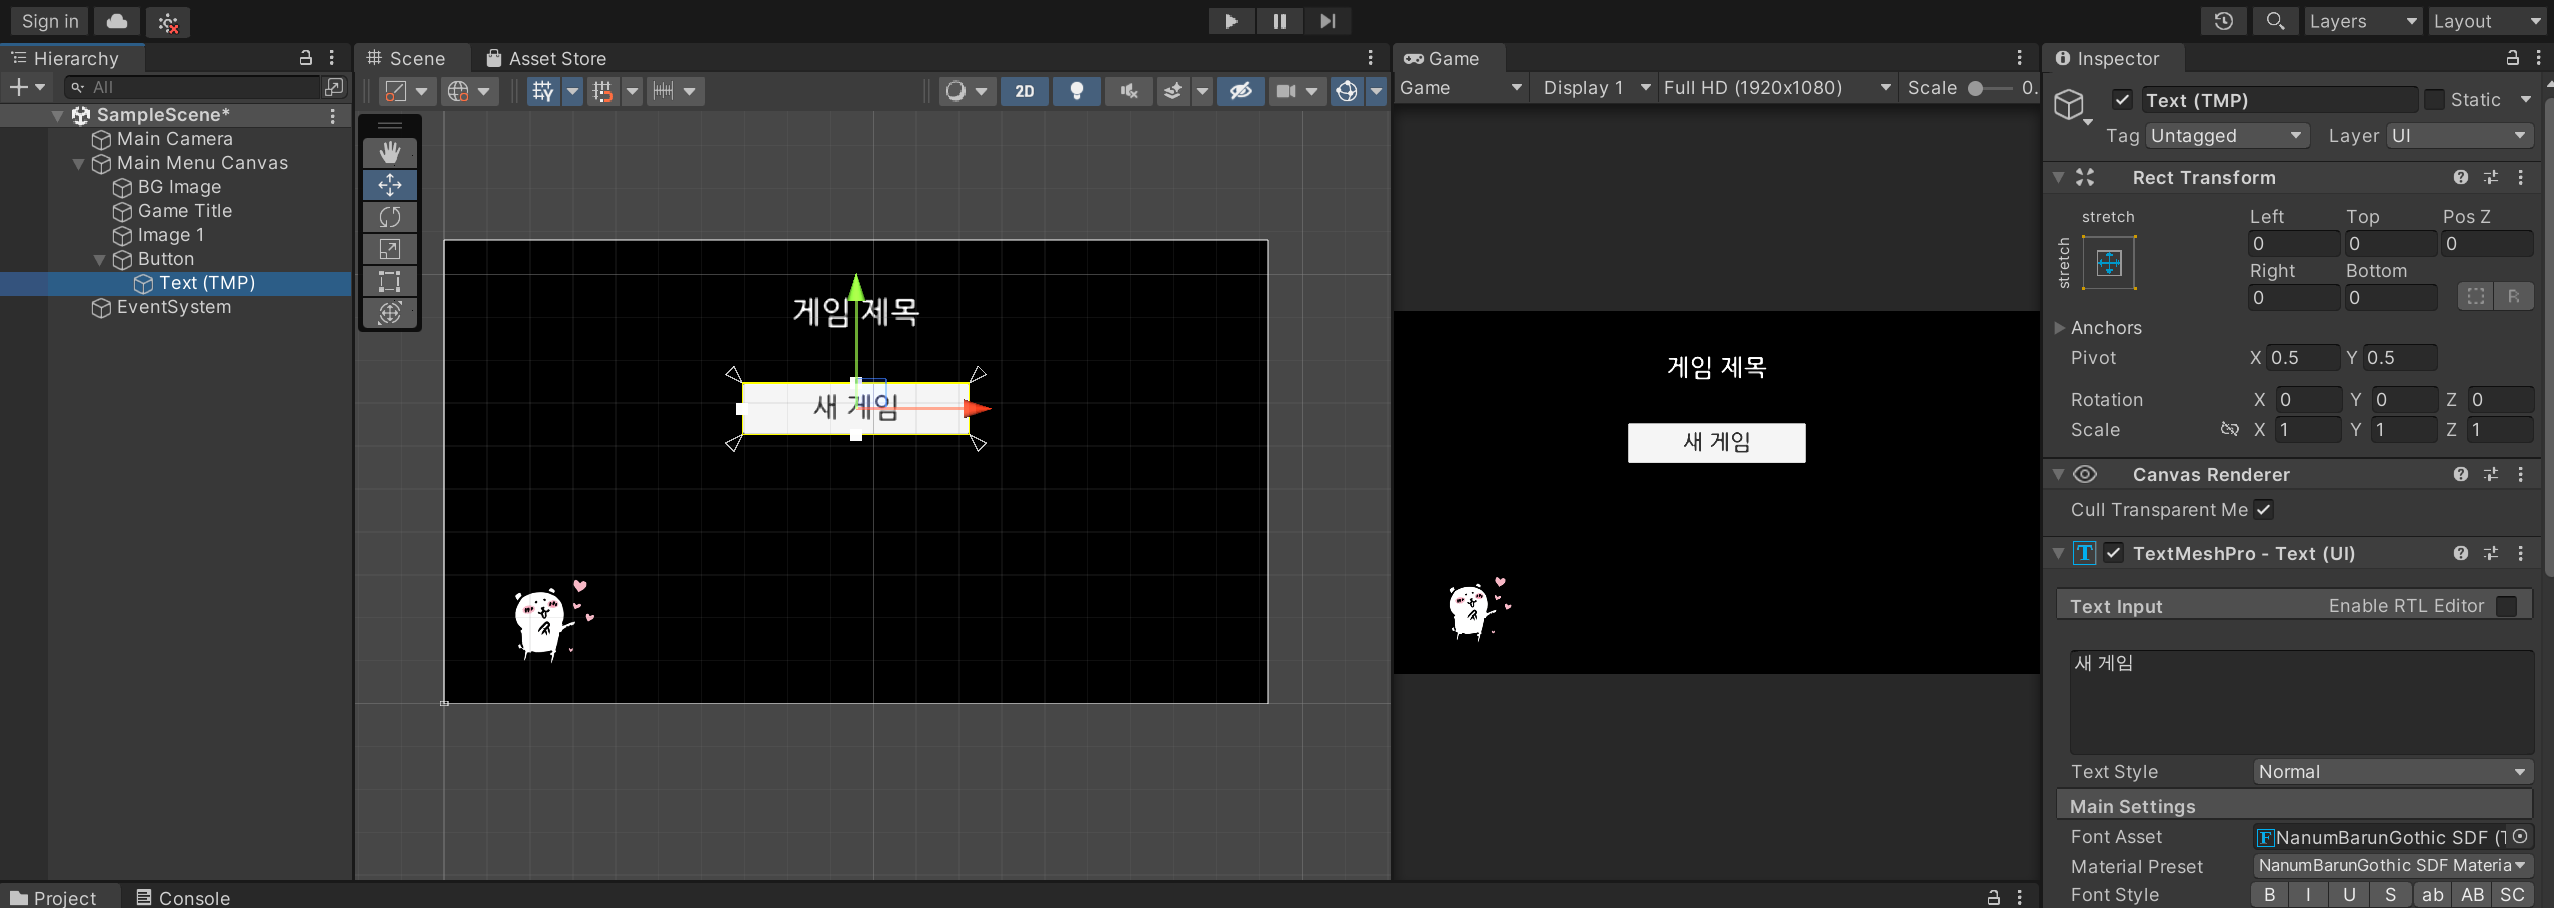 Sign in
Layers
Layout
Hierarchy
All
SampleScene*
Main Camera
Main Menu Canvas
BG Image
Game Title
Image 1
Button
Text (TMP)
EventSystem
Scene
Asset Store
2D
게임 제목
새 게임
Game
Game
Display 1
Full HD (1920x1080)
Scale
0.
게임 제목
새 게임
Inspector
Text (TMP)
Static
Tag
Untagged
Layer
UI
Rect Transform
stretch
stretch
Left
Top
Pos Z
0
0
0
Right
Bottom
0
0
R
Anchors
Pivot
X 0.5
Y 0.5
Rotation
X 0
Y 0
Z 0
Scale
X 1
Y 1
Z 1
Canvas Renderer
Cull Transparent Me
T
TextMeshPro - Text (UI)
Text Input
Enable RTL Editor
새 게임
Text Style
Normal
Main Settings
Font Asset
F
NanumBarunGothic SDF (T
Material Preset
NanumBarunGothic SDF Materia
Font Style
B I U S ab AB SC
Project
Console